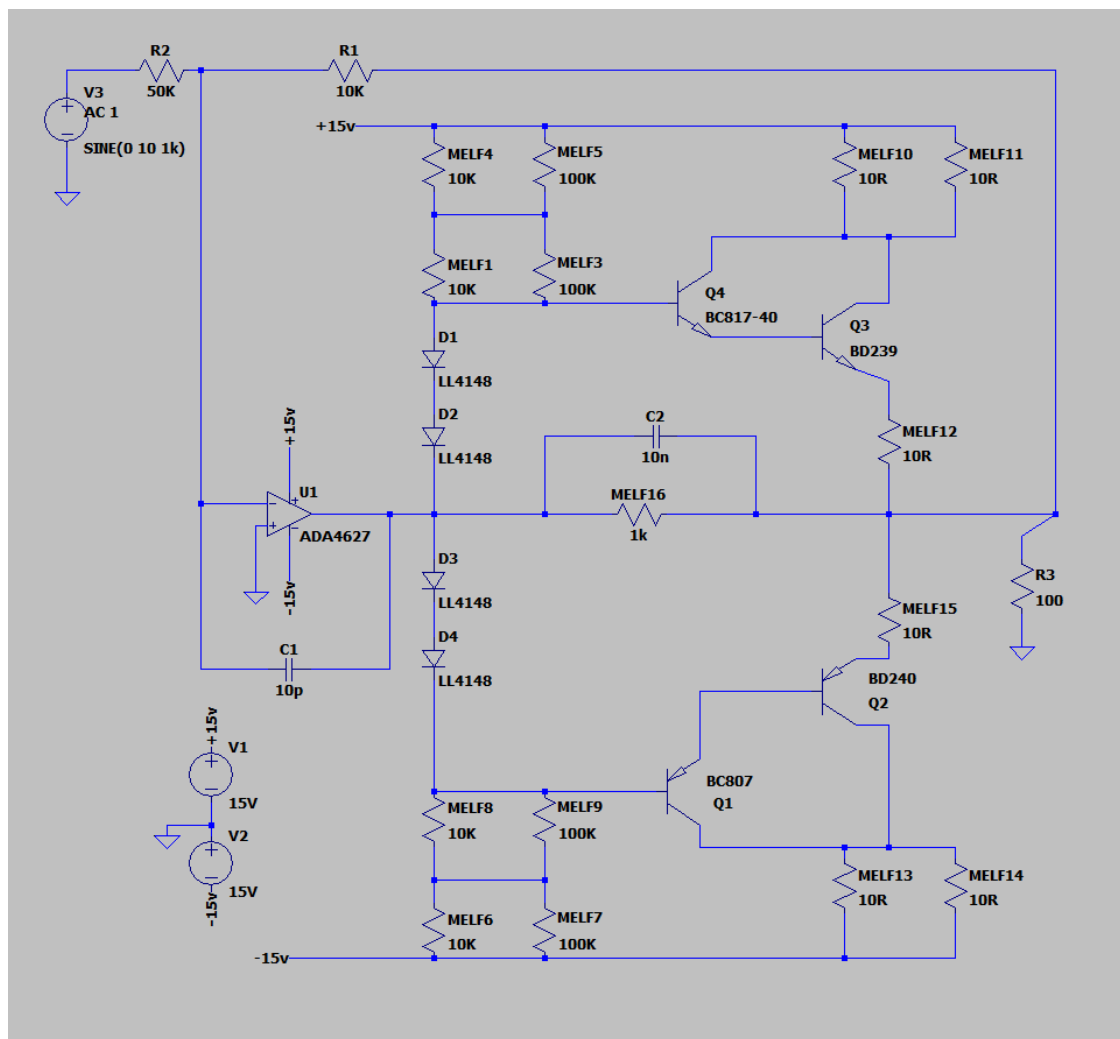 R2
50K
R1
10K
V3
AC 1
SINE(0 10 1k)
+15v
MELF4
10K
MELF5
100K
MELF10
10R
MELF11
10R
MELF1
10K
MELF3
100K
Q4
BC817-40
Q3
BD239
D1
LL4148
D2
LL4148
C2
10n
MELF12
10R
MELF16
1k
+15v
U1
ADA4627
-15v
D3
LL4148
D4
LL4148
R3
100
MELF15
10R
C1
10p
BD240
Q2
+15v
V1
15V
V2
15V
-15v
BC807
Q1
MELF8
10K
MELF9
100K
MELF13
10R
MELF14
10R
MELF6
10K
MELF7
100K
-15v